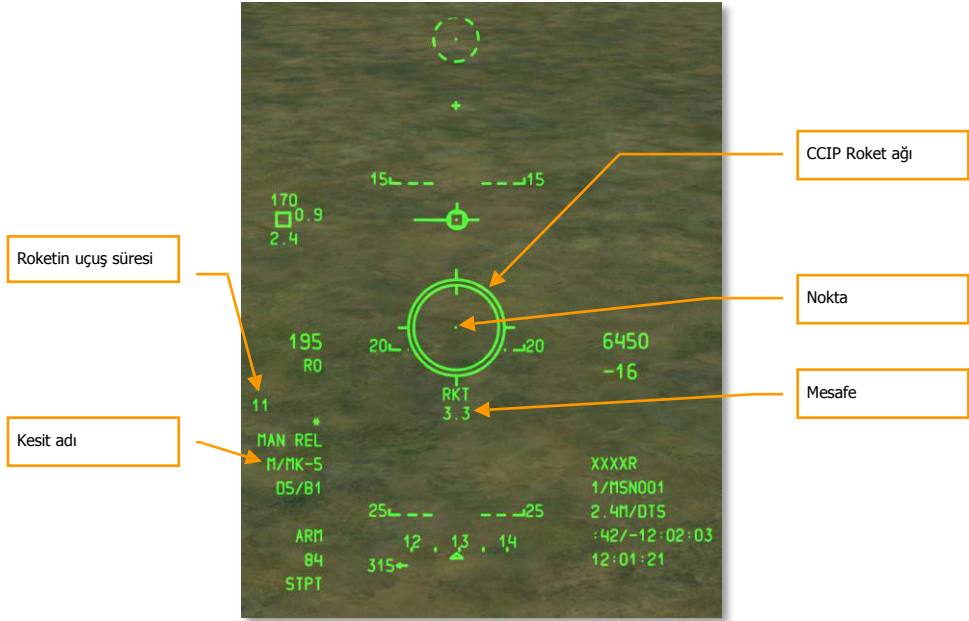 15 15
170
0.9
2.4
CCIP Roket ağı
Roketin uçuş süresi
Nokta
195
20 20
6450
R0
-16
RKT
3.3
Mesafe
11
*
Kesit adı
MAN REL
M/MK-5
D5/B1
XXXXR
1/MSN001
2.4M/DTS
:42/-12:02:03
12:01:21
25 25
12 13 14
315←
ARM
84
STPT